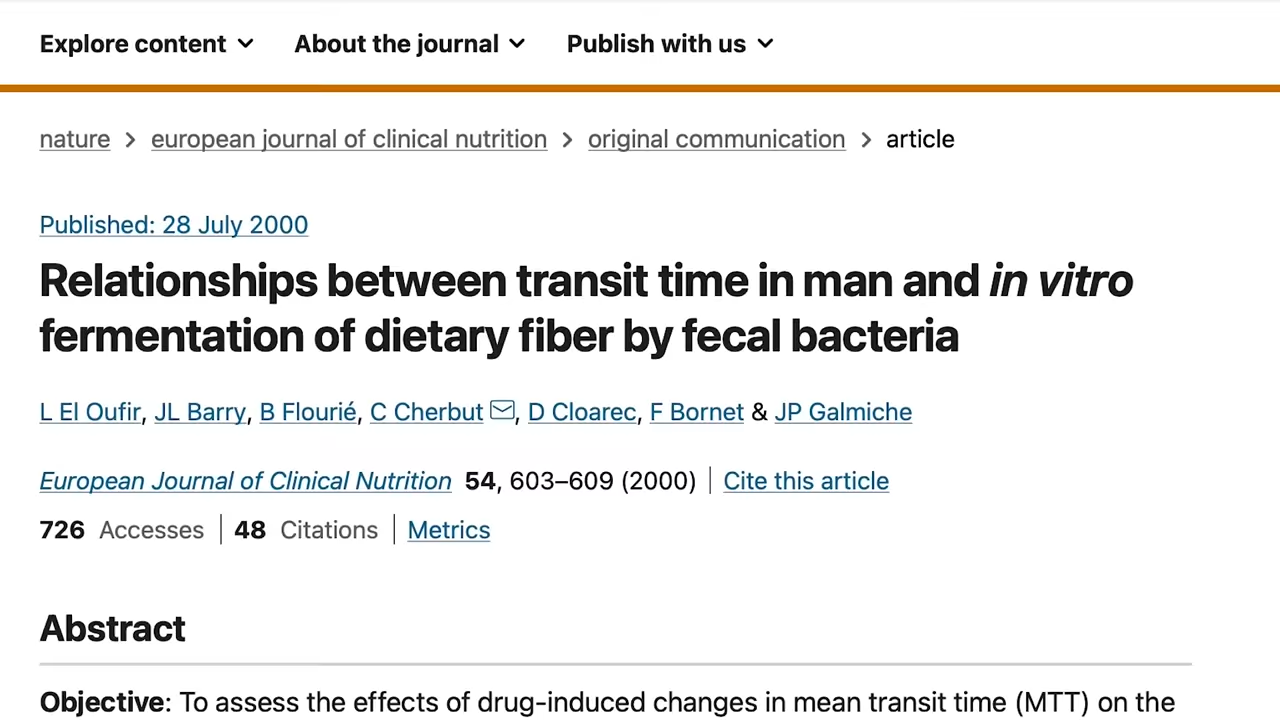 Explore content About the journal Publish with us
nature > european journal of clinical nutrition > original communication > article
Published: 28 July 2000
Relationships between transit time in man and in vitro
fermentation of dietary fiber by fecal bacteria
L El Oufir, JL Barry, B Flourié, C Cherbut, D Cloarec, F Bornet & JP Galmiche
European Journal of Clinical Nutrition 54, 603–609 (2000) | Cite this article
726 Accesses | 48 Citations | Metrics
Abstract
Objective: To assess the effects of drug-induced changes in mean transit time (MTT) on the